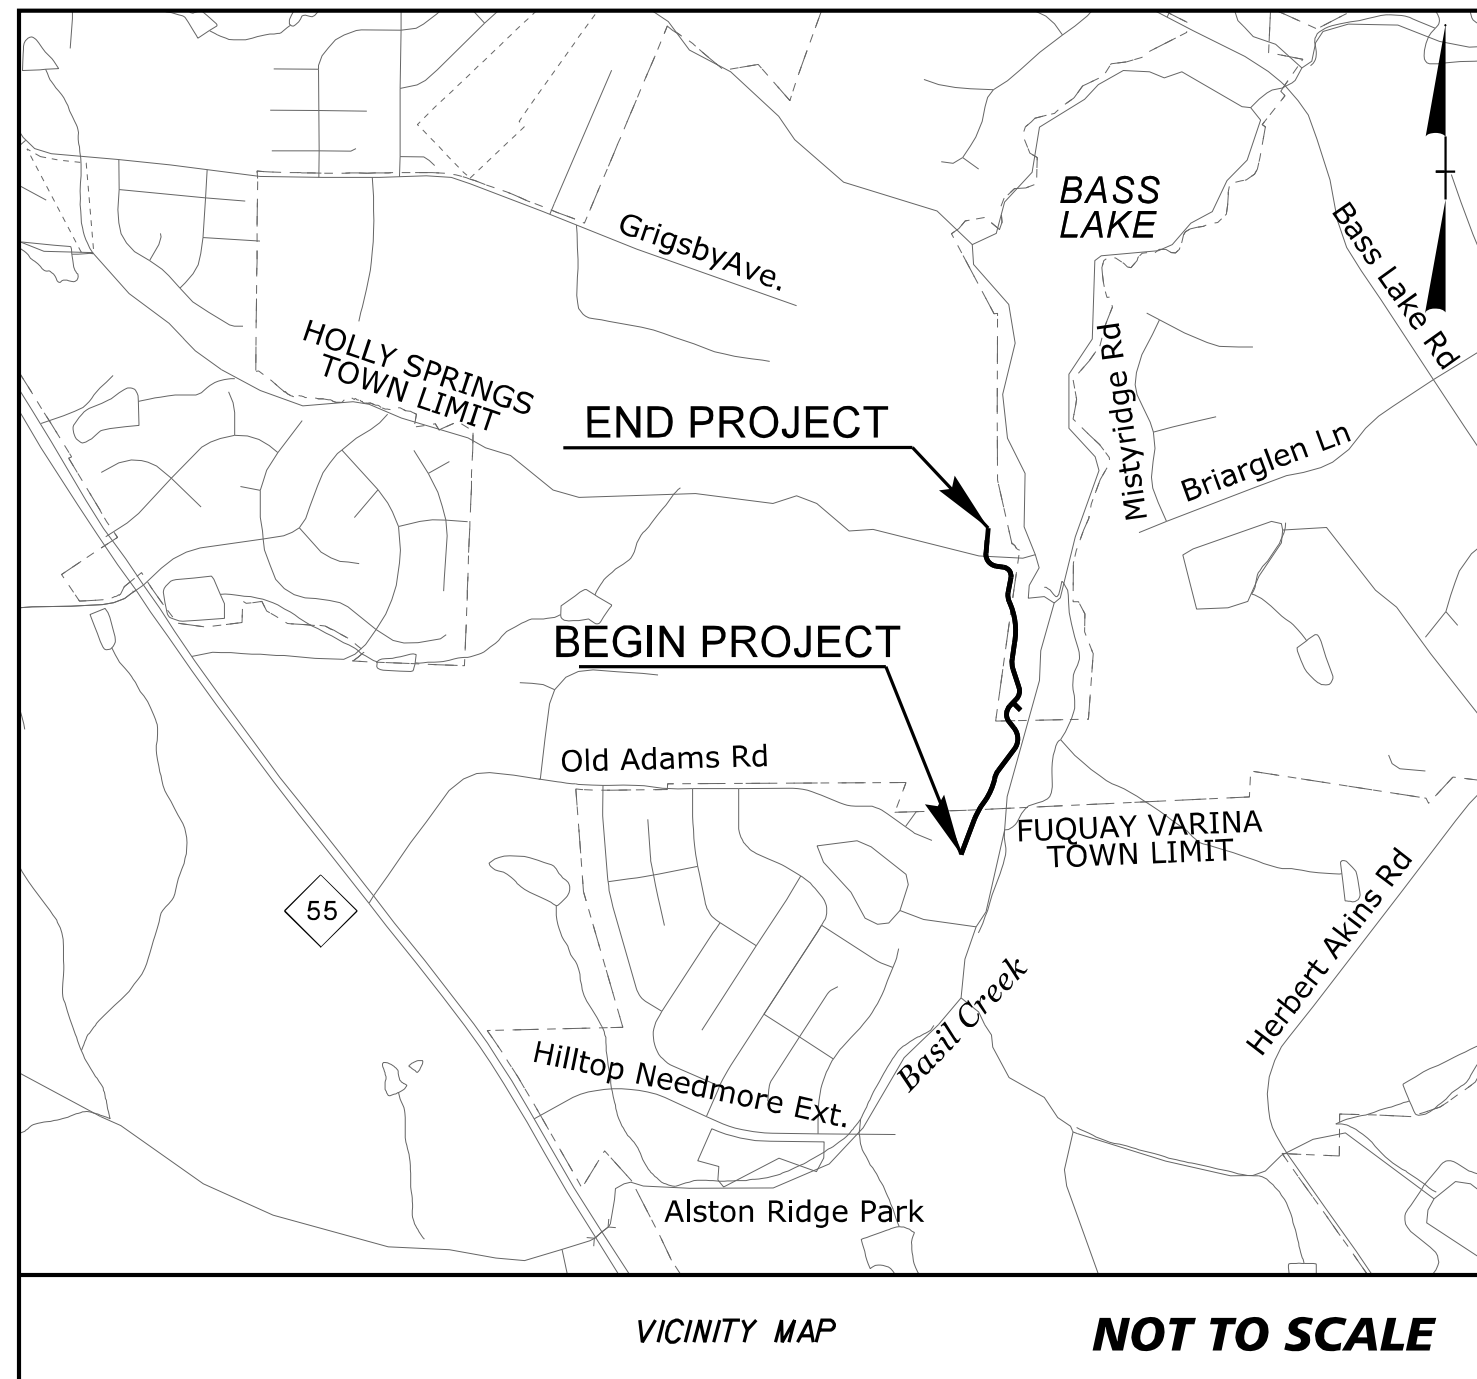 BASS
LAKE
GrigsbyAve.
Bass Lake Rd
HOLLY SPRINGS
TOWN LIMIT
Mistyridge Rd
END PROJECT
Briarglen Ln
BEGIN PROJECT
Old Adams Rd
FUQUAY VARINA
TOWN LIMIT
55
Herbert Akins Rd
Basil Creek
Hilltop Needmore Ext.
Alston Ridge Park
VICINITY MAP
NOT TO SCALE